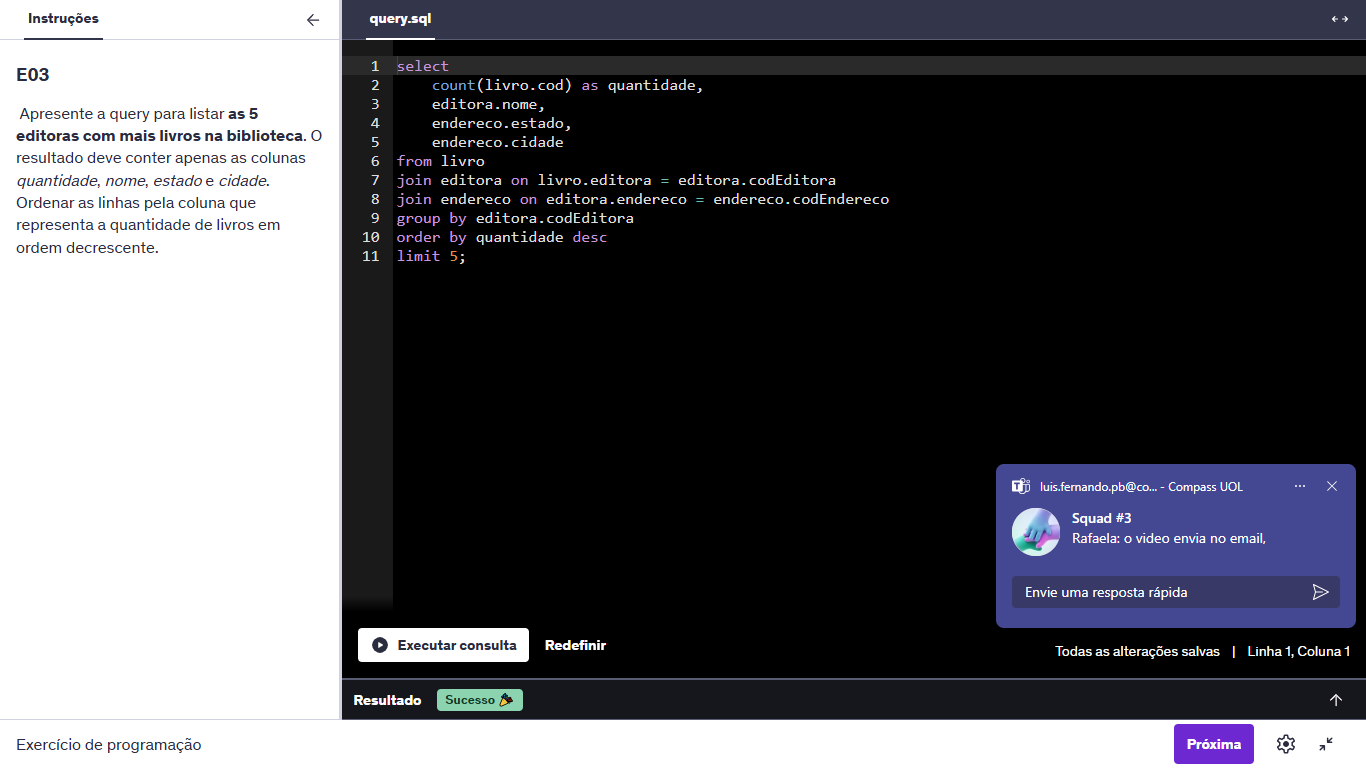 Instruções
E03
Apresente a query para listar as 5
editoras com mais livros na biblioteca. O
resultado deve conter apenas as colunas
quantidade, nome, estado e cidade.
Ordenar as linhas pela coluna que
representa a quantidade de livros em
ordem decrescente.
query.sql
1 select
2 count(livro.cod) as quantidade,
3 editora.nome,
4 endereco.estado,
5 endereco.cidade
6 from livro
7 join editora on livro.editora = editora.codEditora
8 join endereco on editora.endereco = endereco.codEndereco
9 group by editora.codEditora
10 order by quantidade desc
11 limit 5;
luis.fernando.pb@co... - Compass UOL
Squad #3
Rafaela: o video envia no email,
Envie uma resposta rápida
Executar consulta
Redefinir
Todas as alterações salvas | Linha 1, Coluna 1
Resultado
Sucesso
Exercício de programação
Próxima